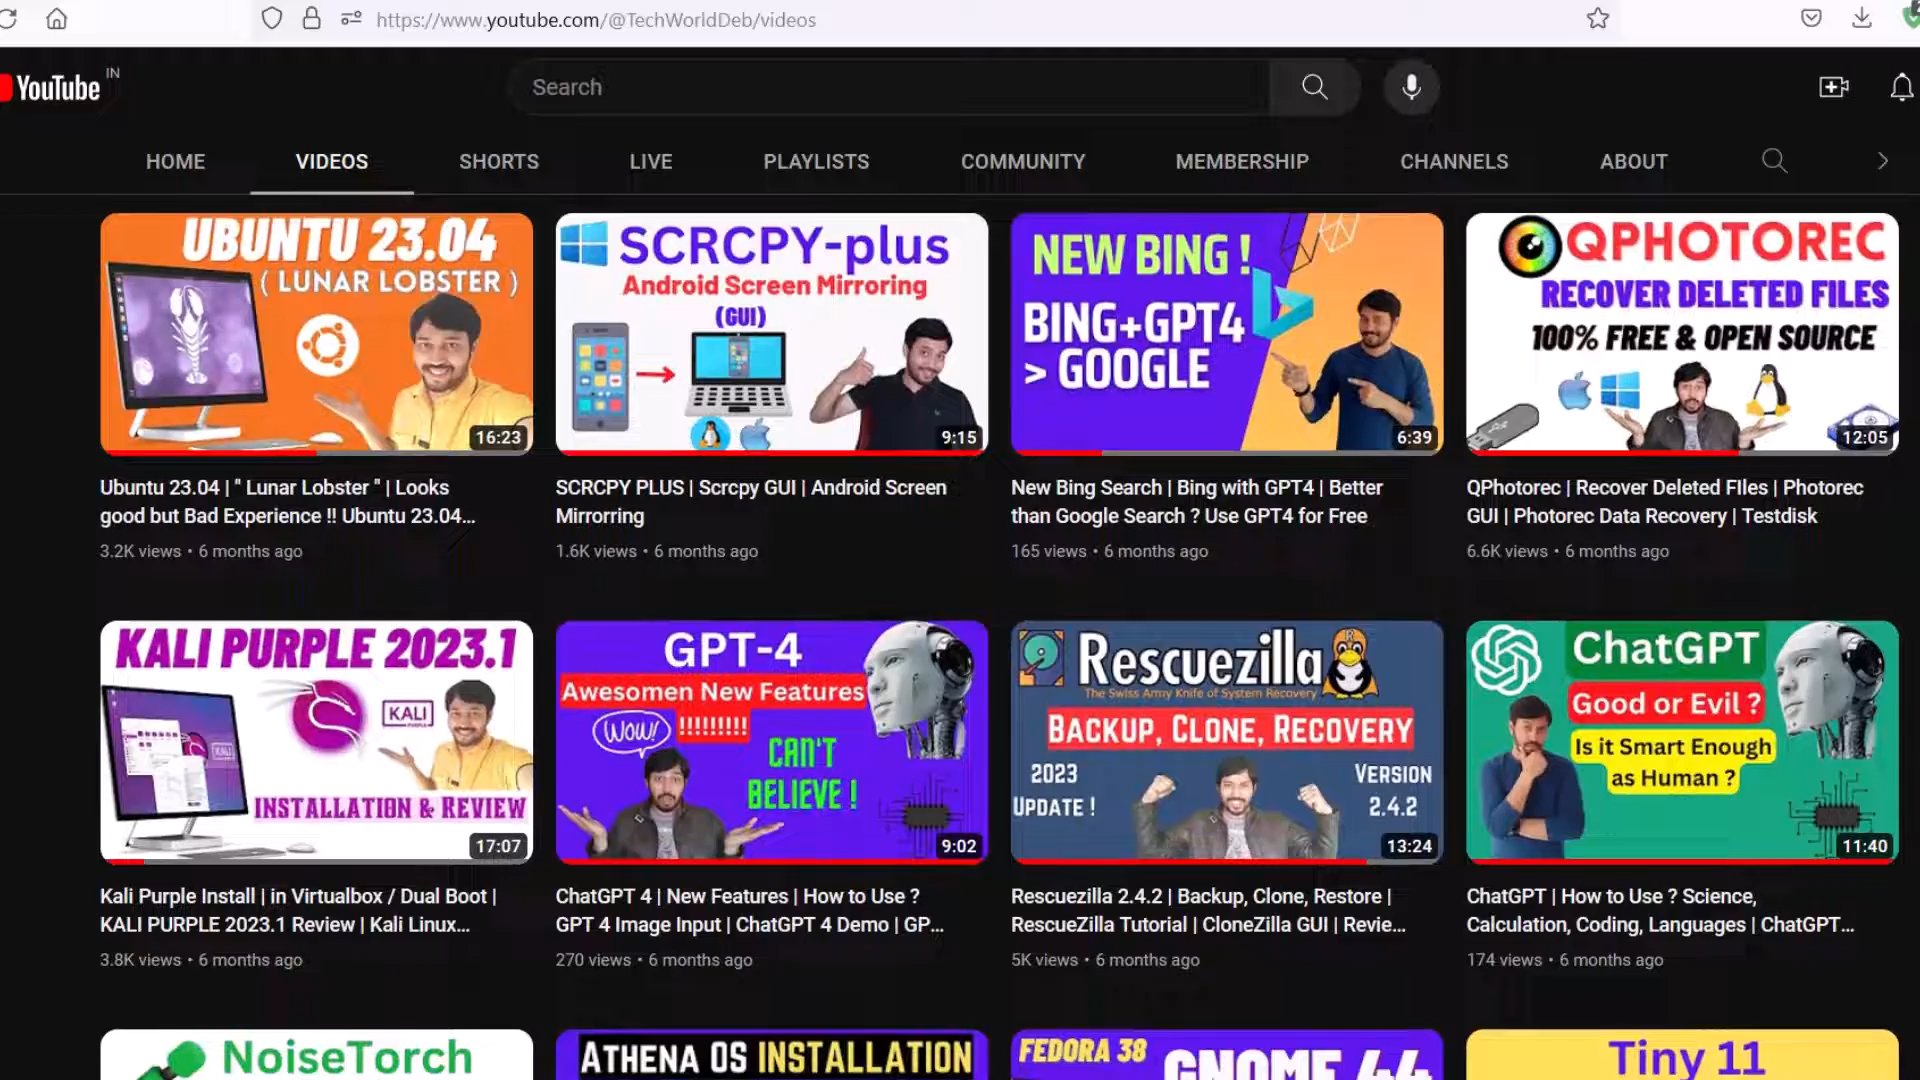 https://www.youtube.com/@TechWorldDeb/videos
YouTube IN
Search
HOME
VIDEOS
SHORTS
LIVE
PLAYLISTS
COMMUNITY
MEMBERSHIP
CHANNELS
ABOUT
UBUNTU 23.04
( LUNAR LOBSTER )
16:23
Ubuntu 23.04 | " Lunar Lobster " | Looks
good but Bad Experience !! Ubuntu 23.04...
3.2K views • 6 months ago
SCRCPY-plus
Android Screen Mirroring
(GUI)
9:15
SCRCPY PLUS | Scrcpy GUI | Android Screen
Mirrorring
1.6K views • 6 months ago
NEW BING !
BING+GPT4
> GOOGLE
6:39
New Bing Search | Bing with GPT4 | Better
than Google Search ? Use GPT4 for Free
165 views • 6 months ago
QPHOTOREC
RECOVER DELETED FILES
100% FREE & OPEN SOURCE
12:05
QPhotorec | Recover Deleted FIles | Photorec
GUI | Photorec Data Recovery | Testdisk
6.6K views • 6 months ago
KALI PURPLE 2023.1
KALI
PURPLE
INSTALLATION & REVIEW
17:07
Kali Purple Install | in Virtualbox / Dual Boot |
KALI PURPLE 2023.1 Review | Kali Linux...
3.8K views • 6 months ago
GPT-4
Awesomen New Features
Wow! !!!!!!!!!!
CAN'T
BELIEVE !
9:02
ChatGPT 4 | New Features | How to Use ?
GPT 4 Image Input | ChatGPT 4 Demo | GP...
270 views • 6 months ago
Rescuezilla
The Swiss Army Knife of System Recovery
BACKUP, CLONE, RECOVERY
2023
UPDATE !
VERSION
2.4.2
13:24
Rescuezilla 2.4.2 | Backup, Clone, Restore |
RescueZilla Tutorial | CloneZilla GUI | Revie...
5K views • 6 months ago
ChatGPT
Good or Evil ?
Is it Smart Enough
as Human ?
11:40
ChatGPT | How to Use ? Science,
Calculation, Coding, Languages | ChatGPT...
174 views • 6 months ago
NoiseTorch
ATHENA OS INSTALLATION
FEDORA 38
GNOME 44
Tiny 11